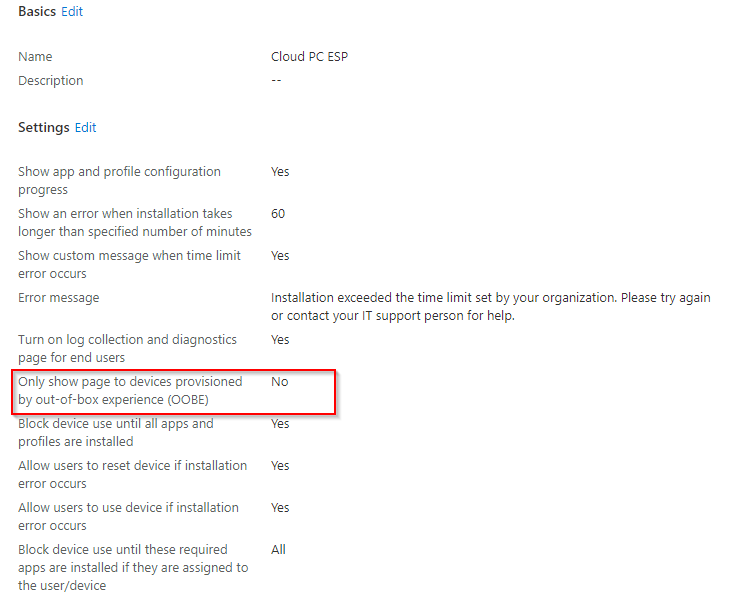 Basics Edit
Name Cloud PC ESP
Description --
Settings Edit
Show app and profile configuration Yes
progress
Show an error when installation takes 60
longer than specified number of minutes
Show custom message when time limit Yes
error occurs
Error message Installation exceeded the time limit set by your organization. Please try again
or contact your IT support person for help.
Turn on log collection and diagnostics Yes
page for end users
Only show page to devices provisioned No
by out-of-box experience (OOBE)
Block device use until all apps and Yes
profiles are installed
Allow users to reset device if installation Yes
error occurs
Allow users to use device if installation Yes
error occurs
Block device use until these required All
apps are installed if they are assigned to
the user/device